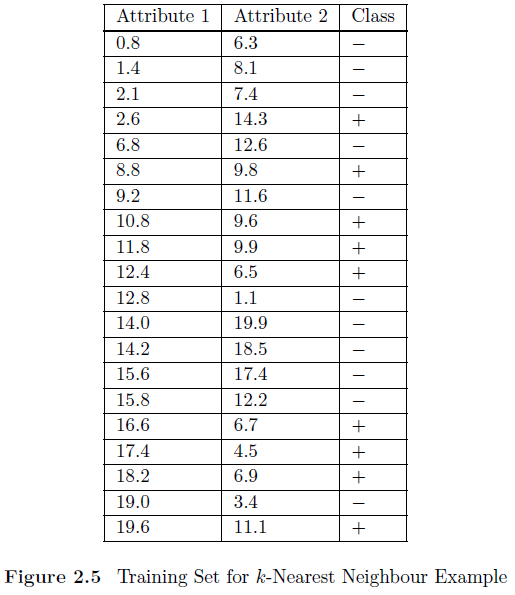 Attribute 1 Attribute 2 Class
0.8 6.3 −
1.4 8.1 −
2.1 7.4 −
2.6 14.3 +
6.8 12.6 −
8.8 9.8 +
9.2 11.6 −
10.8 9.6 +
11.8 9.9 +
12.4 6.5 +
12.8 1.1 −
14.0 19.9 −
14.2 18.5 −
15.6 17.4 −
15.8 12.2 −
16.6 6.7 +
17.4 4.5 +
18.2 6.9 +
19.0 3.4 −
19.6 11.1 +
Figure 2.5 Training Set for k-Nearest Neighbour Example